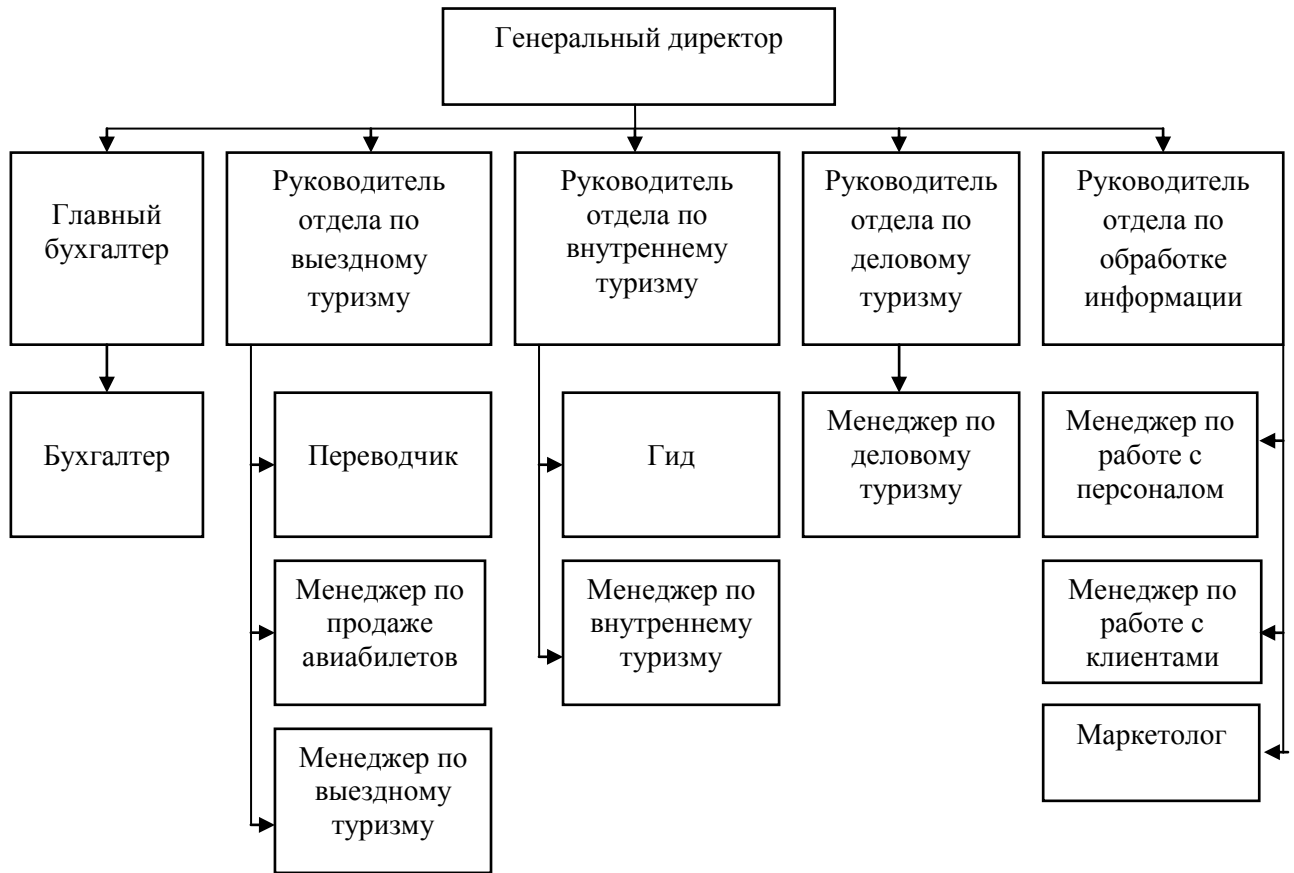 Генеральный директор
Главный
бухгалтер
Руководитель
отдела по
выездному
туризму
Руководитель
отдела по
внутреннему
туризму
Руководитель
отдела по
деловому
туризму
Руководитель
отдела по
обработке
информации
Бухгалтер
Переводчик
Гид
Менеджер по
деловому
туризму
Менеджер по
работе с
персоналом
Менеджер по
продаже
авиабилетов
Менеджер по
внутреннему
туризму
Менеджер по
работе с
клиентами
Менеджер по
выездному
туризму
Маркетолог